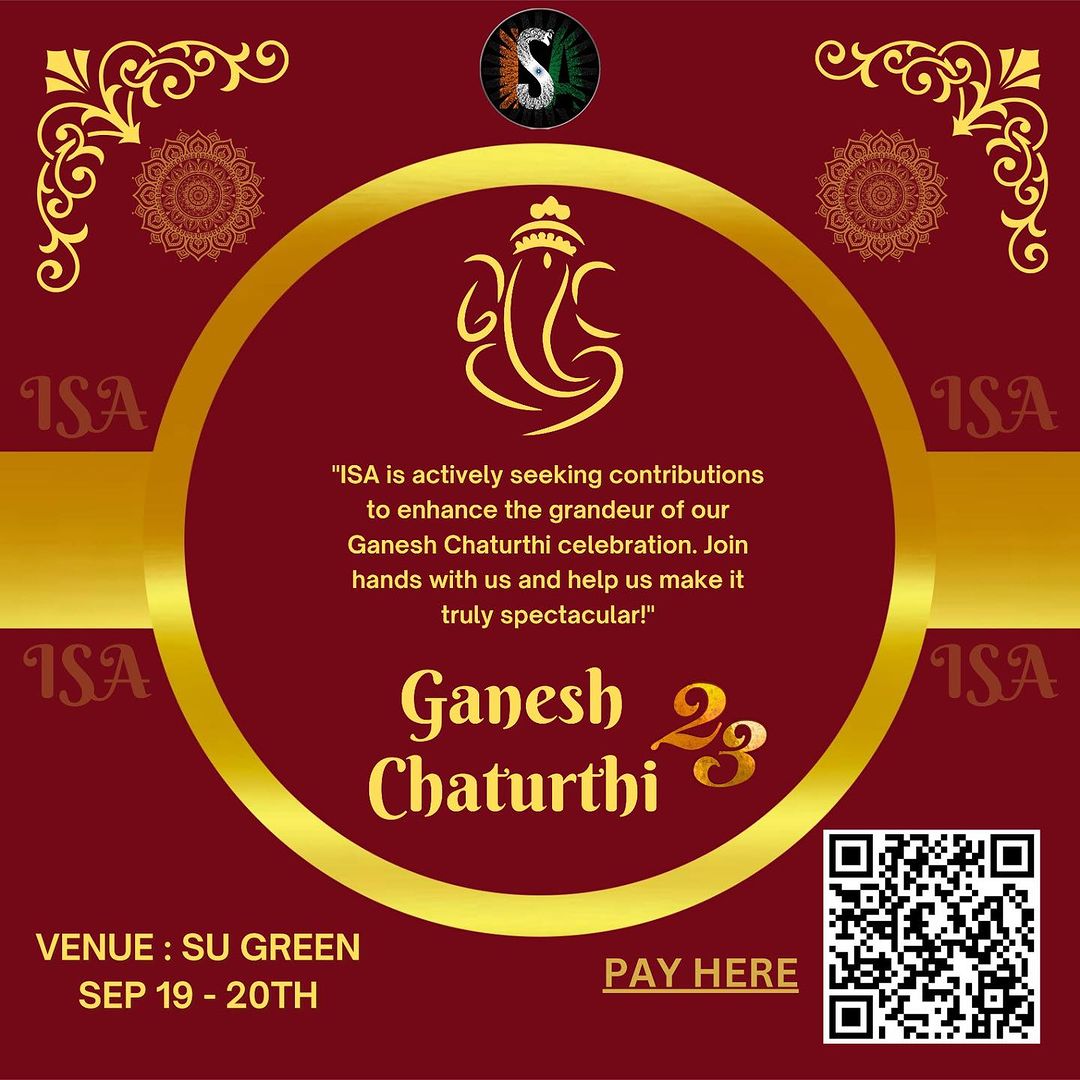 ISA
ISA
ISA
"ISA is actively seeking contributions
to enhance the grandeur of our
Ganesh Chaturthi celebration. Join
hands with us and help us make it
truly spectacular!"
ISA
ISA
Ganesh
Chaturthi
23
VENUE : SU GREEN
SEP 19 - 20TH
PAY HERE